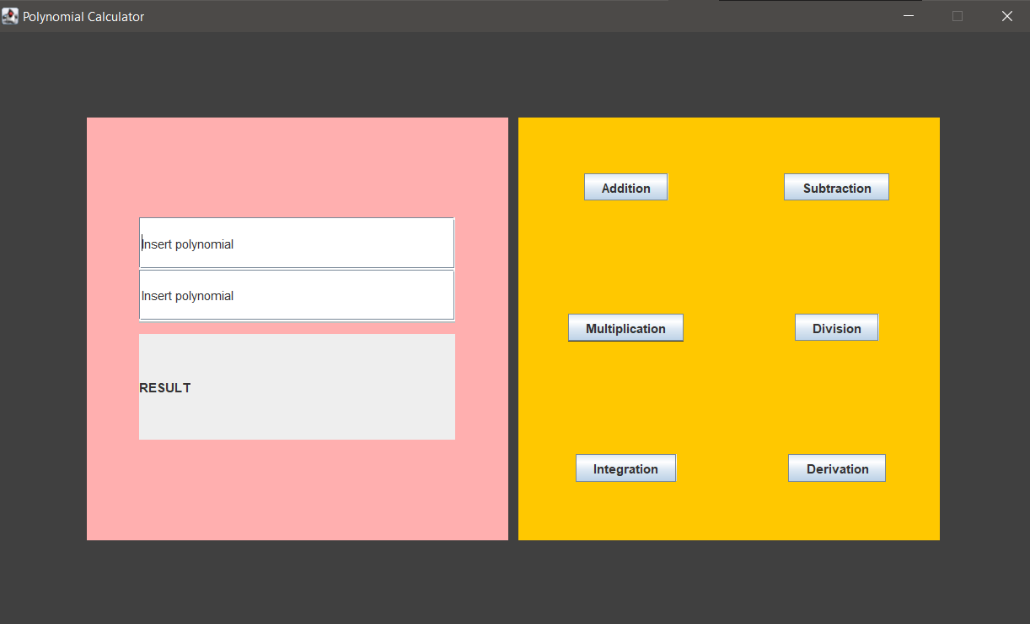 Polynomial Calculator
Insert polynomial
Insert polynomial
RESULT
Addition
Subtraction
Multiplication
Division
Integration
Derivation